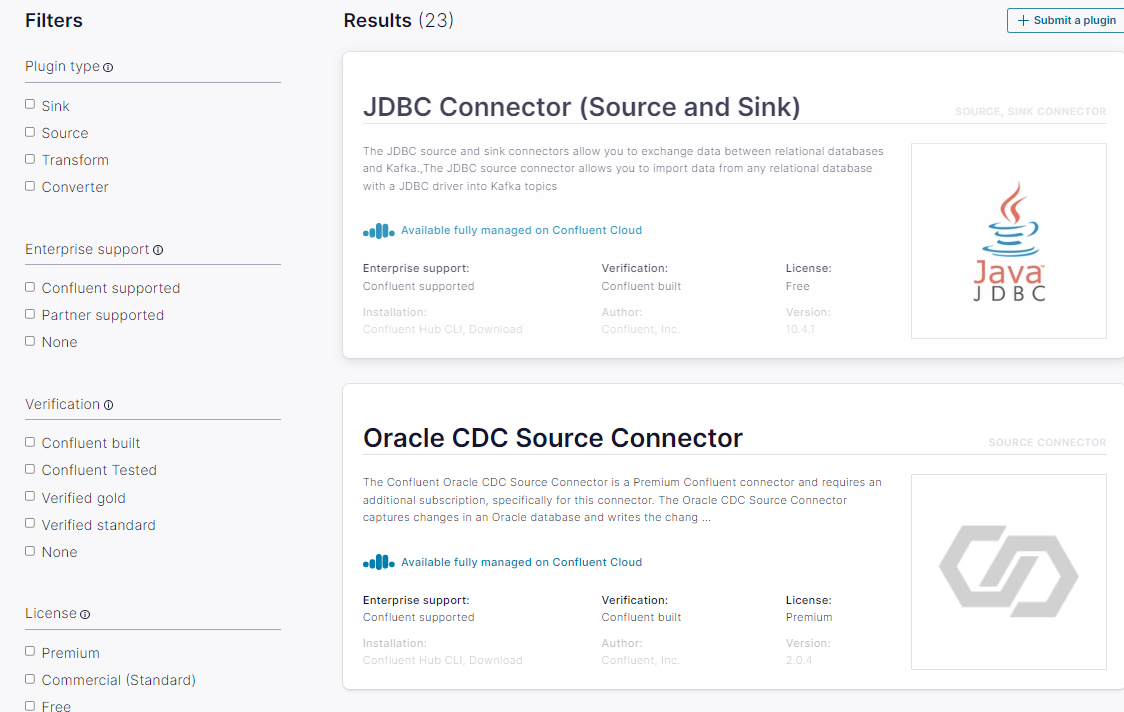 Filters
Plugin type
Sink
Source
Transform
Converter
Enterprise support
Confluent supported
Partner supported
None
Verification
Confluent built
Confluent Tested
Verified gold
Verified standard
None
License
Premium
Commercial (Standard)
Free
Results (23)
+ Submit a plugin
JDBC Connector (Source and Sink)
SOURCE, SINK CONNECTOR
The JDBC source and sink connectors allow you to exchange data between relational databases
and Kafka.,The JDBC source connector allows you to import data from any relational database
with a JDBC driver into Kafka topics
Java™
JDBC
Available fully managed on Confluent Cloud
Enterprise support: Verification: License:
Confluent supported Confluent built Free
Installation: Author: Version:
Confluent Hub CLI, Download Confluent, Inc. 10.4.1
Oracle CDC Source Connector
SOURCE CONNECTOR
The Confluent Oracle CDC Source Connector is a Premium Confluent connector and requires an
additional subscription, specifically for this connector. The Oracle CDC Source Connector
captures changes in an Oracle database and writes the chang ...
Available fully managed on Confluent Cloud
Enterprise support: Verification: License:
Confluent supported Confluent built Premium
Installation: Author: Version:
Confluent Hub CLI, Download Confluent, Inc. 2.0.4